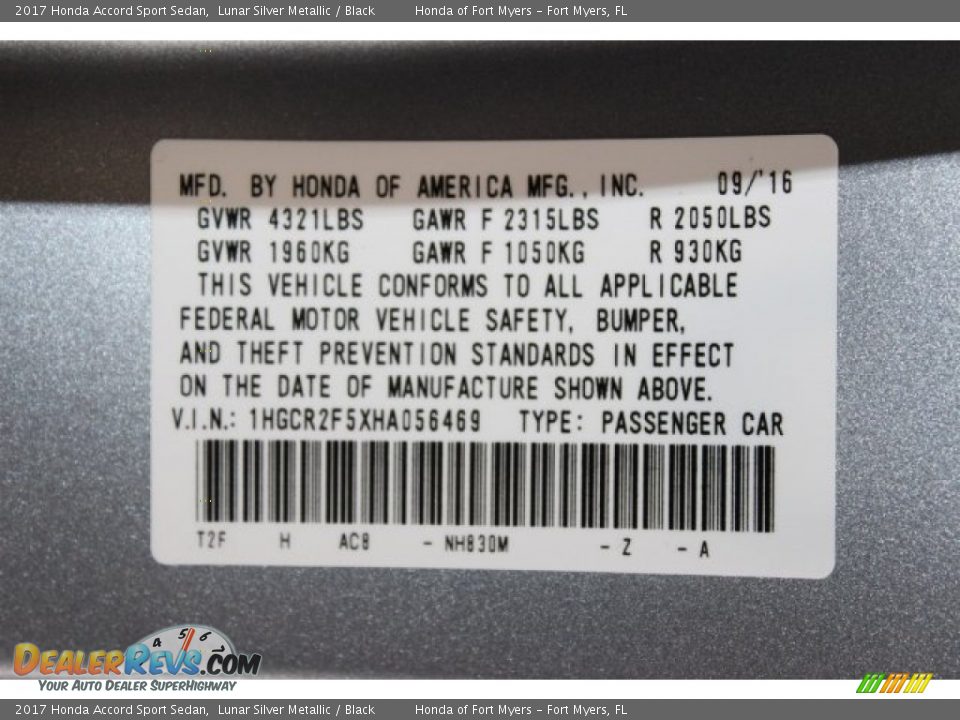 2017 Honda Accord Sport Sedan, Lunar Silver Metallic / Black Honda of Fort Myers - Fort Myers, FL
MFD. BY HONDA OF AMERICA MFG., INC. 09/'16
GVWR 4321LBS GAWR F 2315LBS R 2050LBS
GVWR 1960KG GAWR F 1050KG R 930KG
THIS VEHICLE CONFORMS TO ALL APPLICABLE
FEDERAL MOTOR VEHICLE SAFETY, BUMPER,
AND THEFT PREVENTION STANDARDS IN EFFECT
ON THE DATE OF MANUFACTURE SHOWN ABOVE.
V.I.N.: 1HGCR2F5XHA056469 TYPE: PASSENGER CAR
T2F H AC8 - NH830M - Z - A
4 5 6
DEALERREVS.COM
YOUR AUTO DEALER SUPERHIGHWAY
2017 Honda Accord Sport Sedan, Lunar Silver Metallic / Black Honda of Fort Myers - Fort Myers, FL